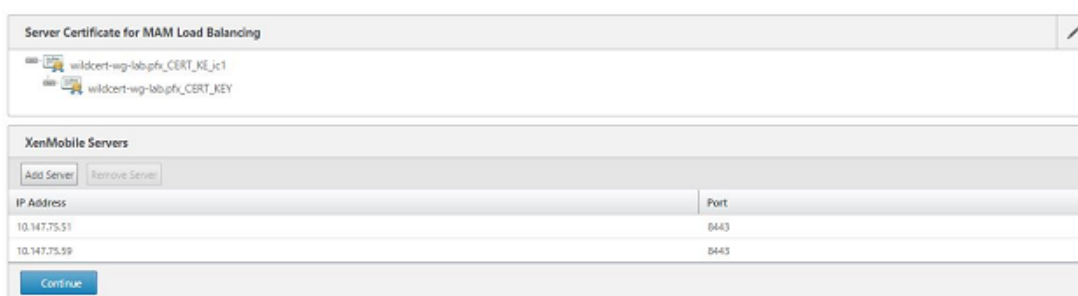 Server Certificate for MAM Load Balancing
wildcert-wg-lab.pfx_CERT_KE_ic1
wildcert-wg-lab.pfx_CERT_KEY
XenMobile Servers
Add Server Remove Server
IP Address Port
10.147.75.51 8443
10.147.75.59 8443
Continue